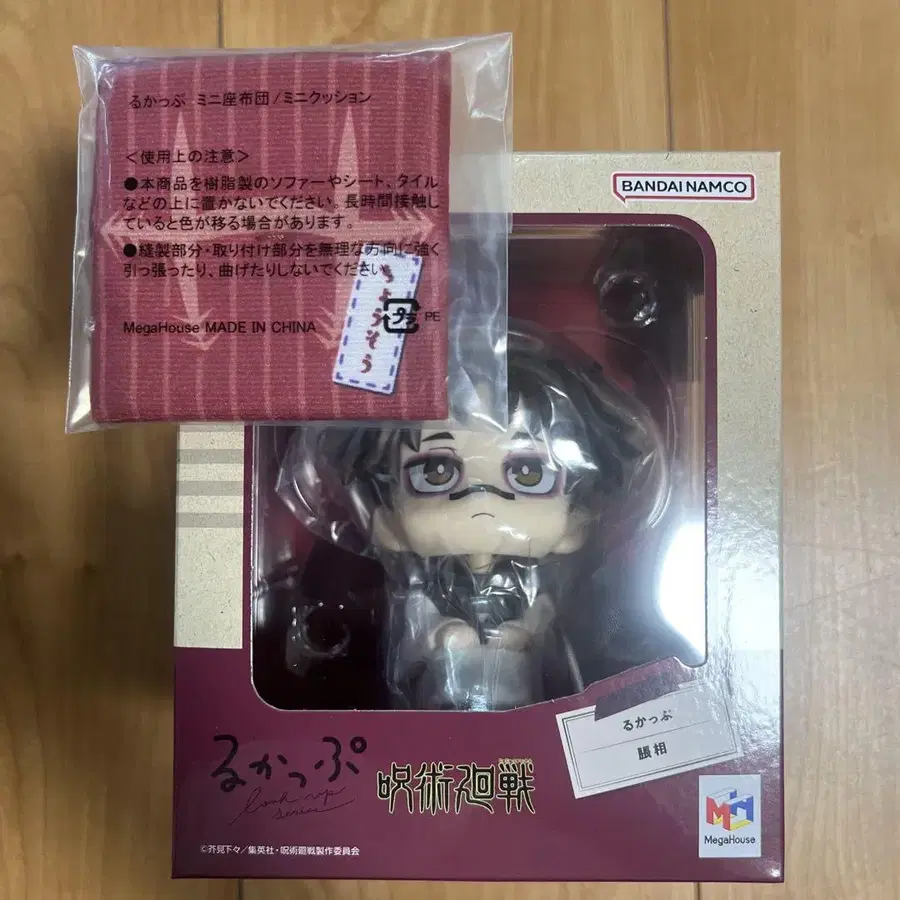 るかっぷ ミニ座布団/ミニクッション
＜使用上の注意＞
●本商品を樹脂製のソファーやシート、タイル
などの上に置かないでください。長時間接触し
ていると色が移る場合があります。
●縫製部分・取り付け部分を無理な方向に強く
引っ張ったり、曲げたりしないでください。
ちょうそう
プラ PE
MegaHouse MADE IN CHINA
BANDAI NAMCO
るかっぷ
脹相
るかっぷ
look up
series
呪術廻戦
MegaHouse
©芥見下々／集英社・呪術廻戦製作委員会